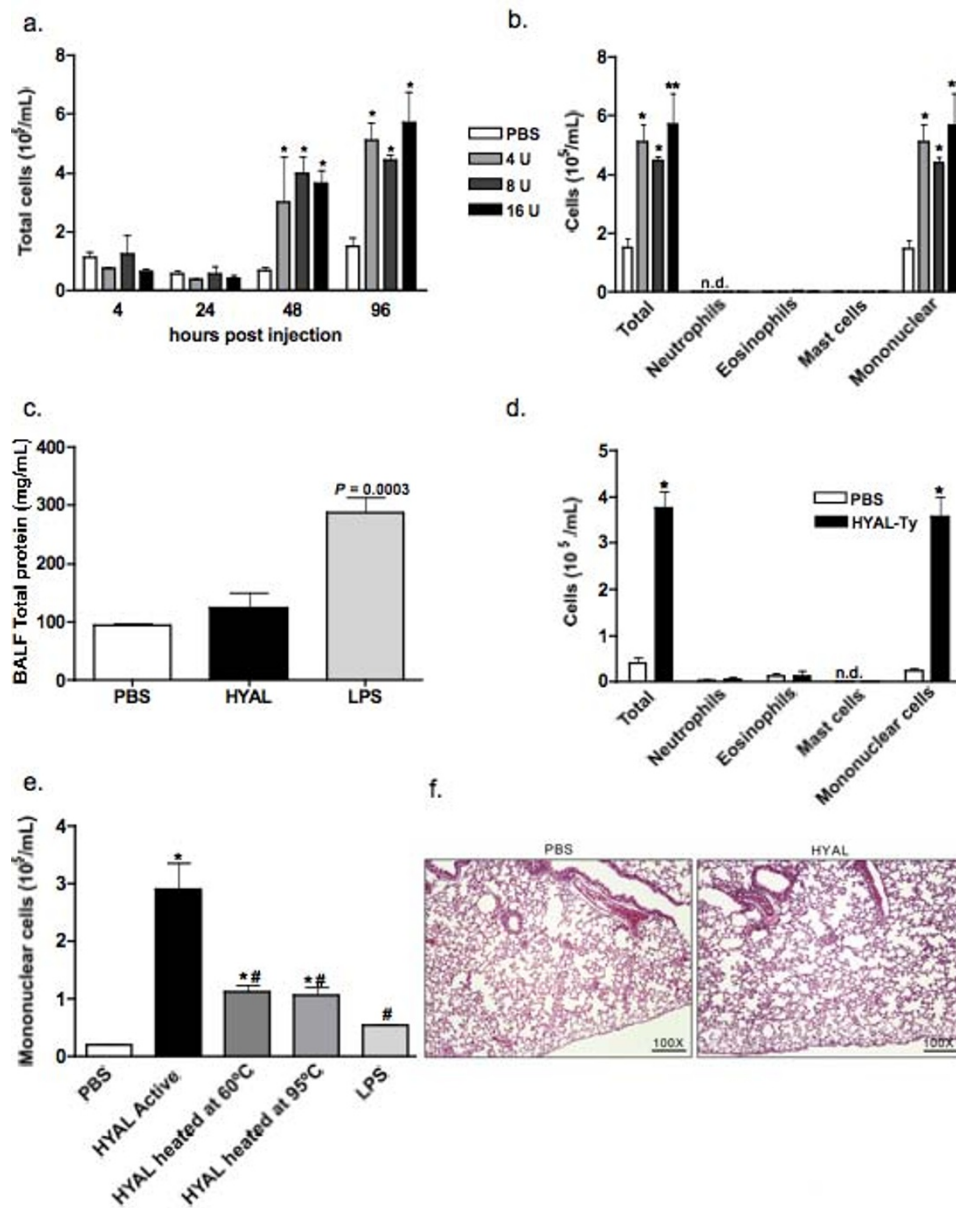 a.
Total cells (10⁵/mL)
8
6
4
2
0
* * *
* * *
4 24 48 96
hours post injection
PBS
4 U
8 U
16 U
b.
Cells (10⁵/mL)
8
6
4
2
0
* * **
n.d.
* *
Total
Neutrophils
Eosinophils
Mast cells
Mononuclear
c.
BALF Total protein (mg/mL)
400
300
200
100
0
P = 0.0003
PBS HYAL LPS
d.
Cells (10 ⁵ /mL)
5
4
3
2
1
0
*
n.d.
*
PBS
HYAL-Ty
Total
Neutrophils
Eosinophils
Mast cells
Mononuclear cells
e.
Mononuclear cells (10⁵/mL)
4
3
2
1
0
*
*#
*#
#
PBS
HYAL Active
HYAL heated at 60ºC
HYAL heated at 95ºC
LPS
f.
PBS
100X
HYAL
100X